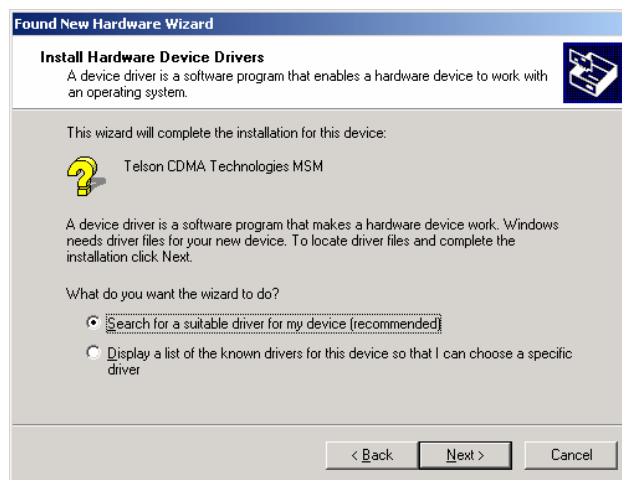 Found New Hardware Wizard
Install Hardware Device Drivers
A device driver is a software program that enables a hardware device to work with
an operating system.
This wizard will complete the installation for this device:
Telson CDMA Technologies MSM
A device driver is a software program that makes a hardware device work. Windows
needs driver files for your new device. To locate driver files and complete the
installation click Next.
What do you want the wizard to do?
Search for a suitable driver for my device (recommended)
Display a list of the known drivers for this device so that I can choose a specific
driver
< Back Next > Cancel